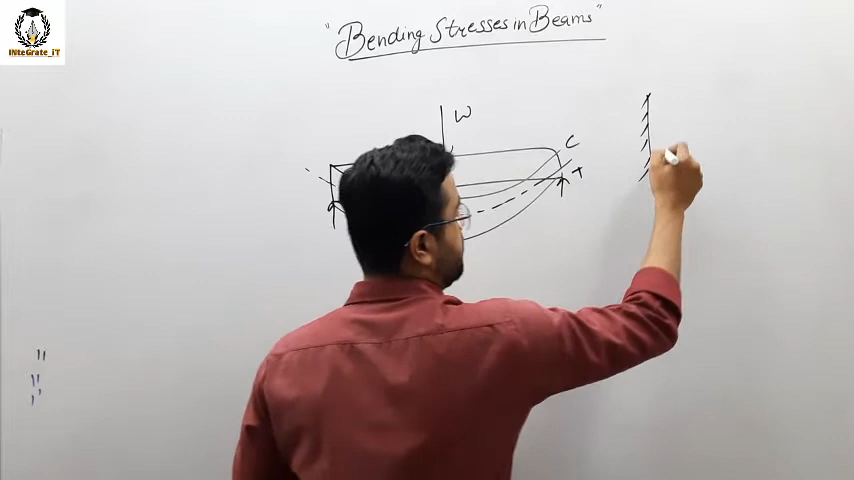 INteGrate_iT
"Bending Stresses in Beams"
W
C
T